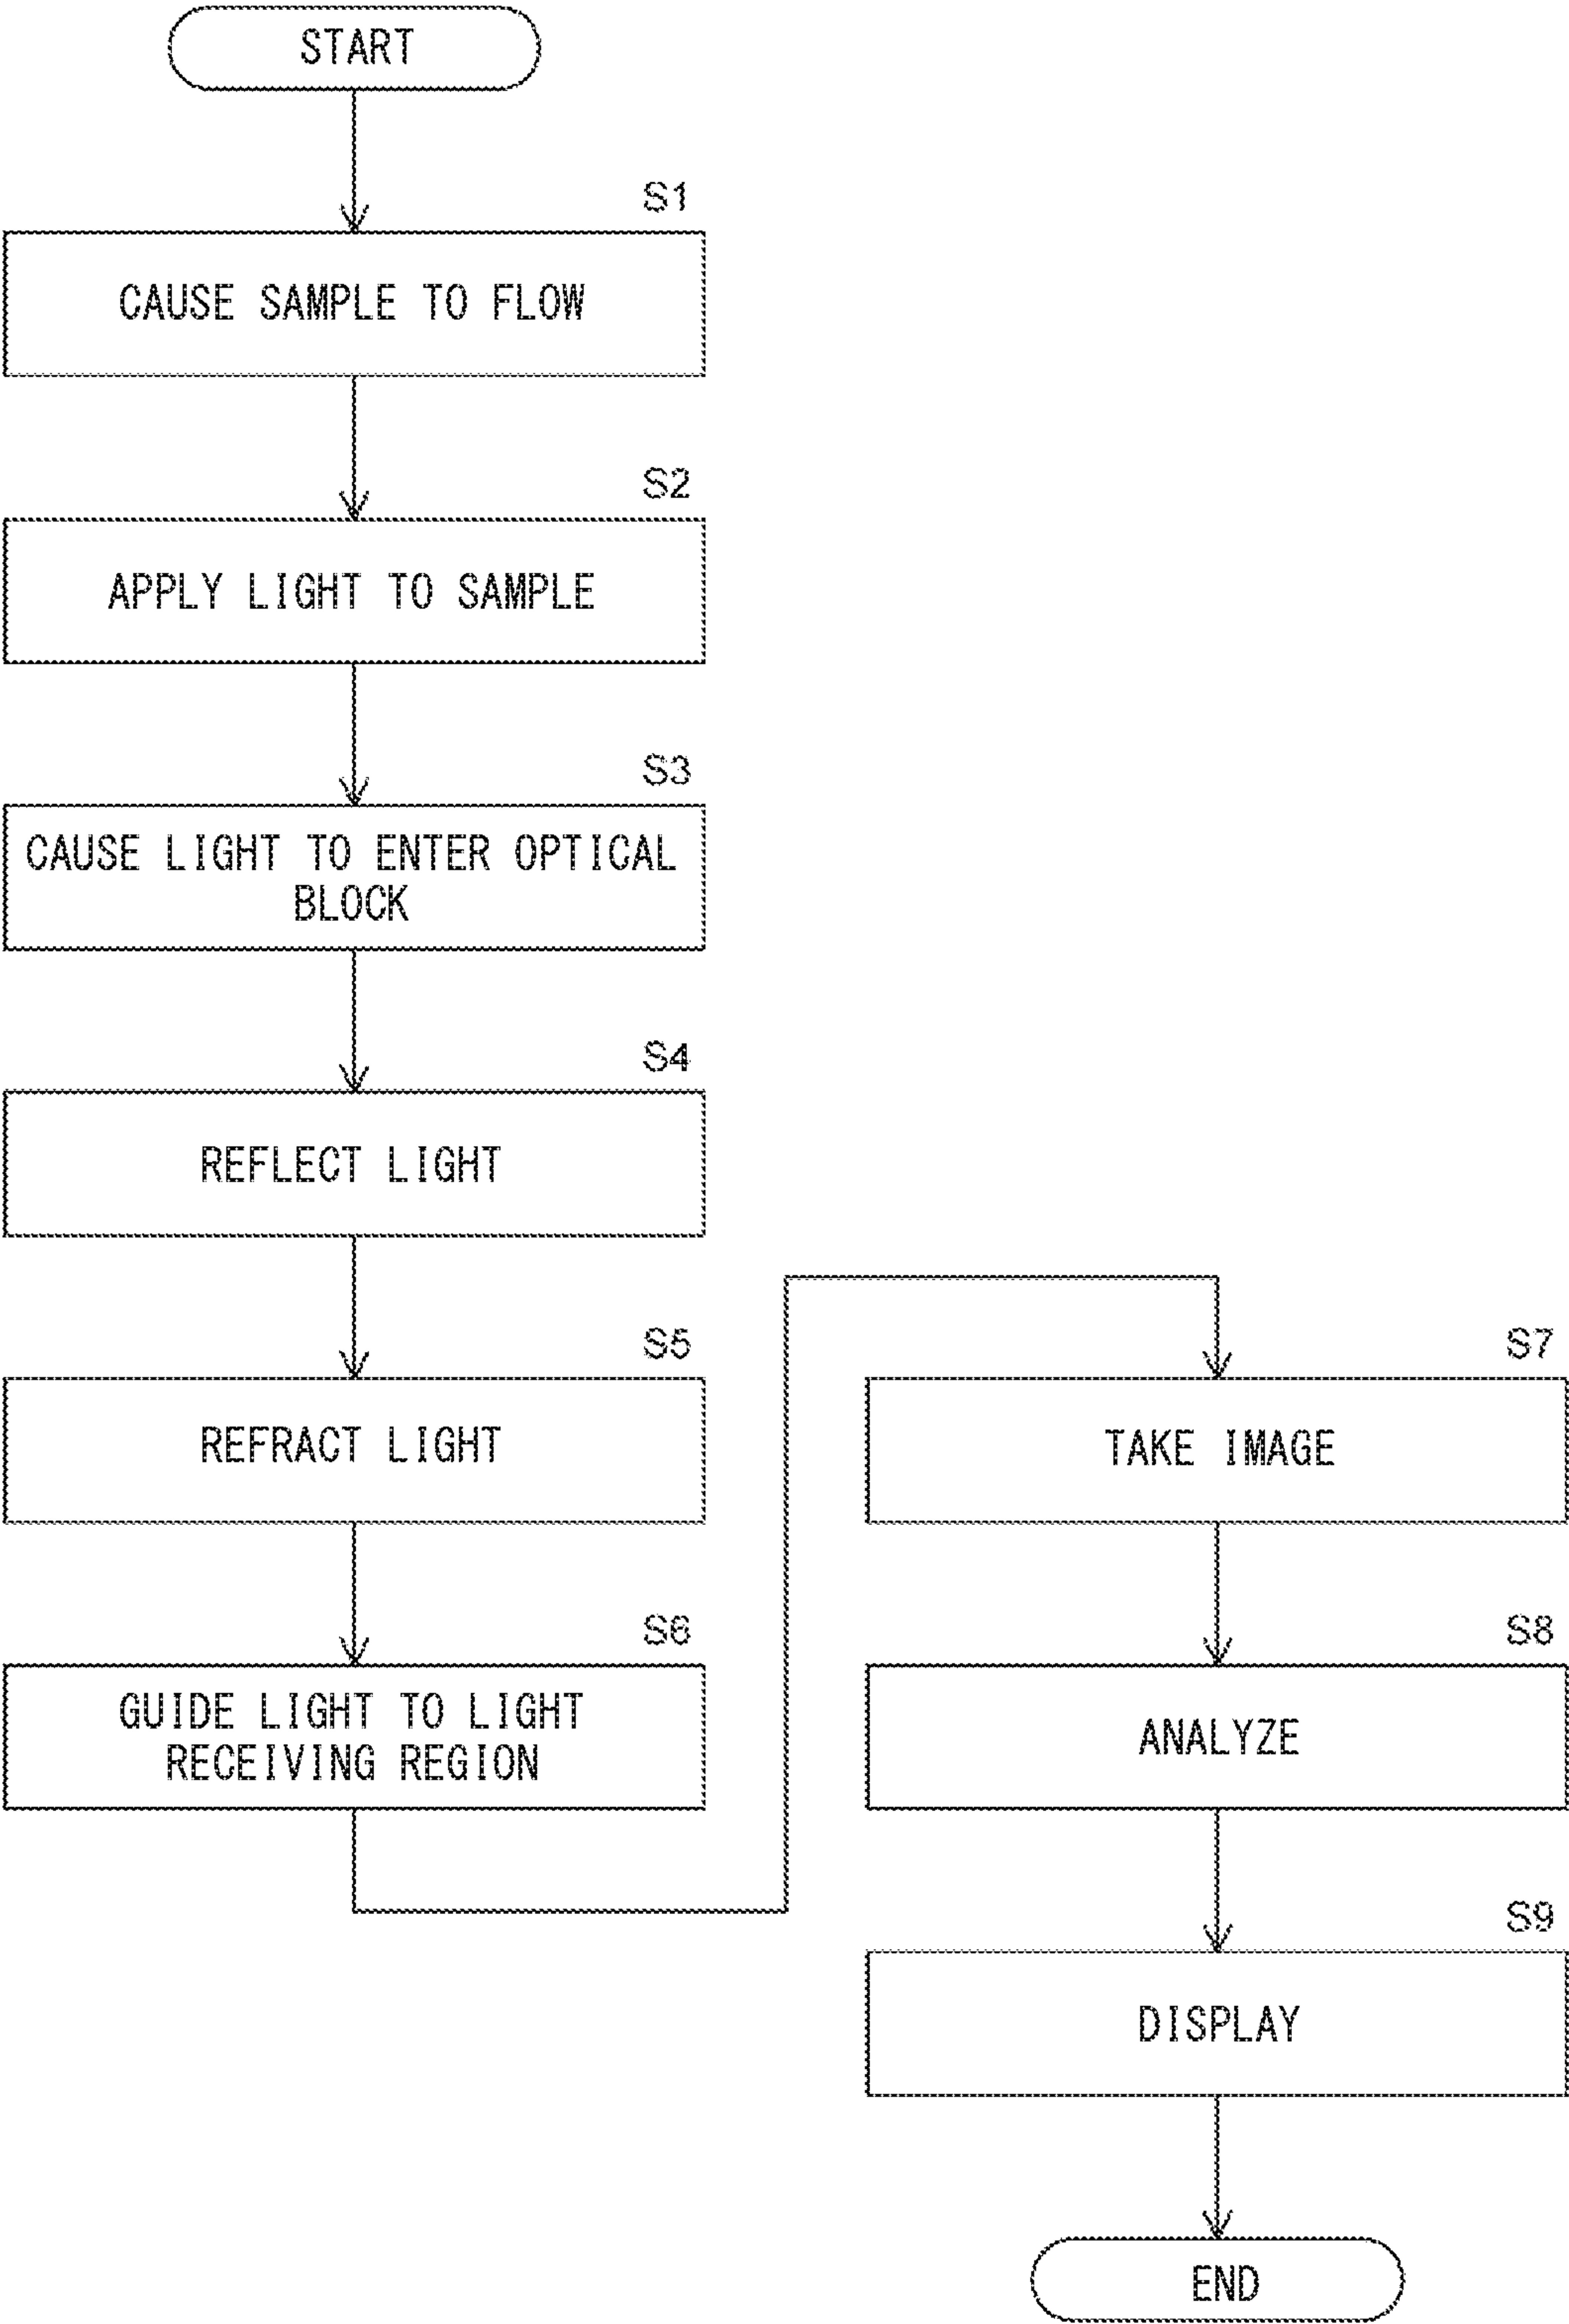 START
S1
CAUSE SAMPLE TO FLOW
S2
APPLY LIGHT TO SAMPLE
S3
CAUSE LIGHT TO ENTER OPTICAL
BLOCK
S4
REFLECT LIGHT
S5
REFRACT LIGHT
S6
GUIDE LIGHT TO LIGHT
RECEIVING REGION
S7
TAKE IMAGE
S8
ANALYZE
S9
DISPLAY
END